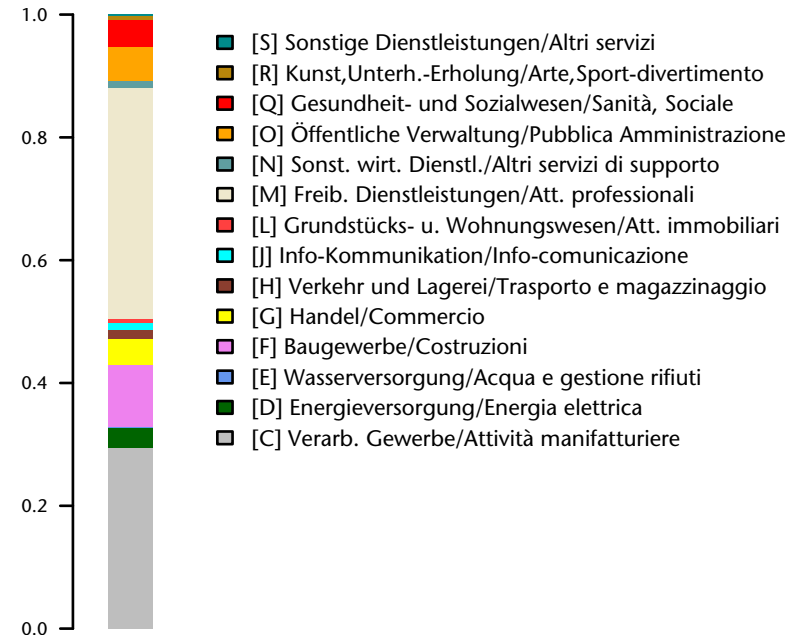 1.0
0.8
0.6
0.4
0.2
0.0
[S] Sonstige Dienstleistungen/Altri servizi
[R] Kunst,Unterh.-Erholung/Arte,Sport-divertimento
[Q] Gesundheit- und Sozialwesen/Sanità, Sociale
[O] Öffentliche Verwaltung/Pubblica Amministrazione
[N] Sonst. wirt. Dienstl./Altri servizi di supporto
[M] Freib. Dienstleistungen/Att. professionali
[L] Grundstücks- u. Wohnungswesen/Att. immobiliari
[J] Info-Kommunikation/Info-comunicazione
[H] Verkehr und Lagerei/Trasporto e magazzinaggio
[G] Handel/Commercio
[F] Baugewerbe/Costruzioni
[E] Wasserversorgung/Acqua e gestione rifiuti
[D] Energieversorgung/Energia elettrica
[C] Verarb. Gewerbe/Attività manifatturiere